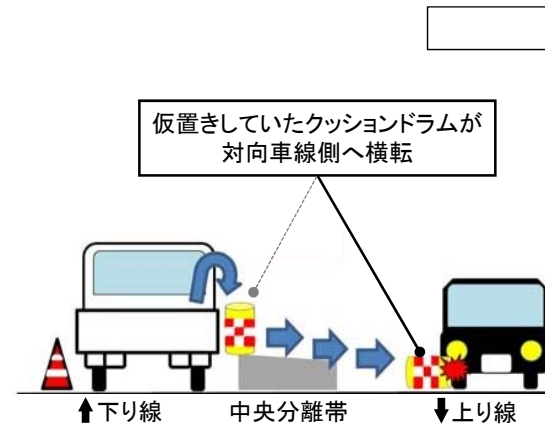 仮置きしていたクッションドラムが
対向車線側へ横転
⬆下り線
中央分離帯
⬇上り線